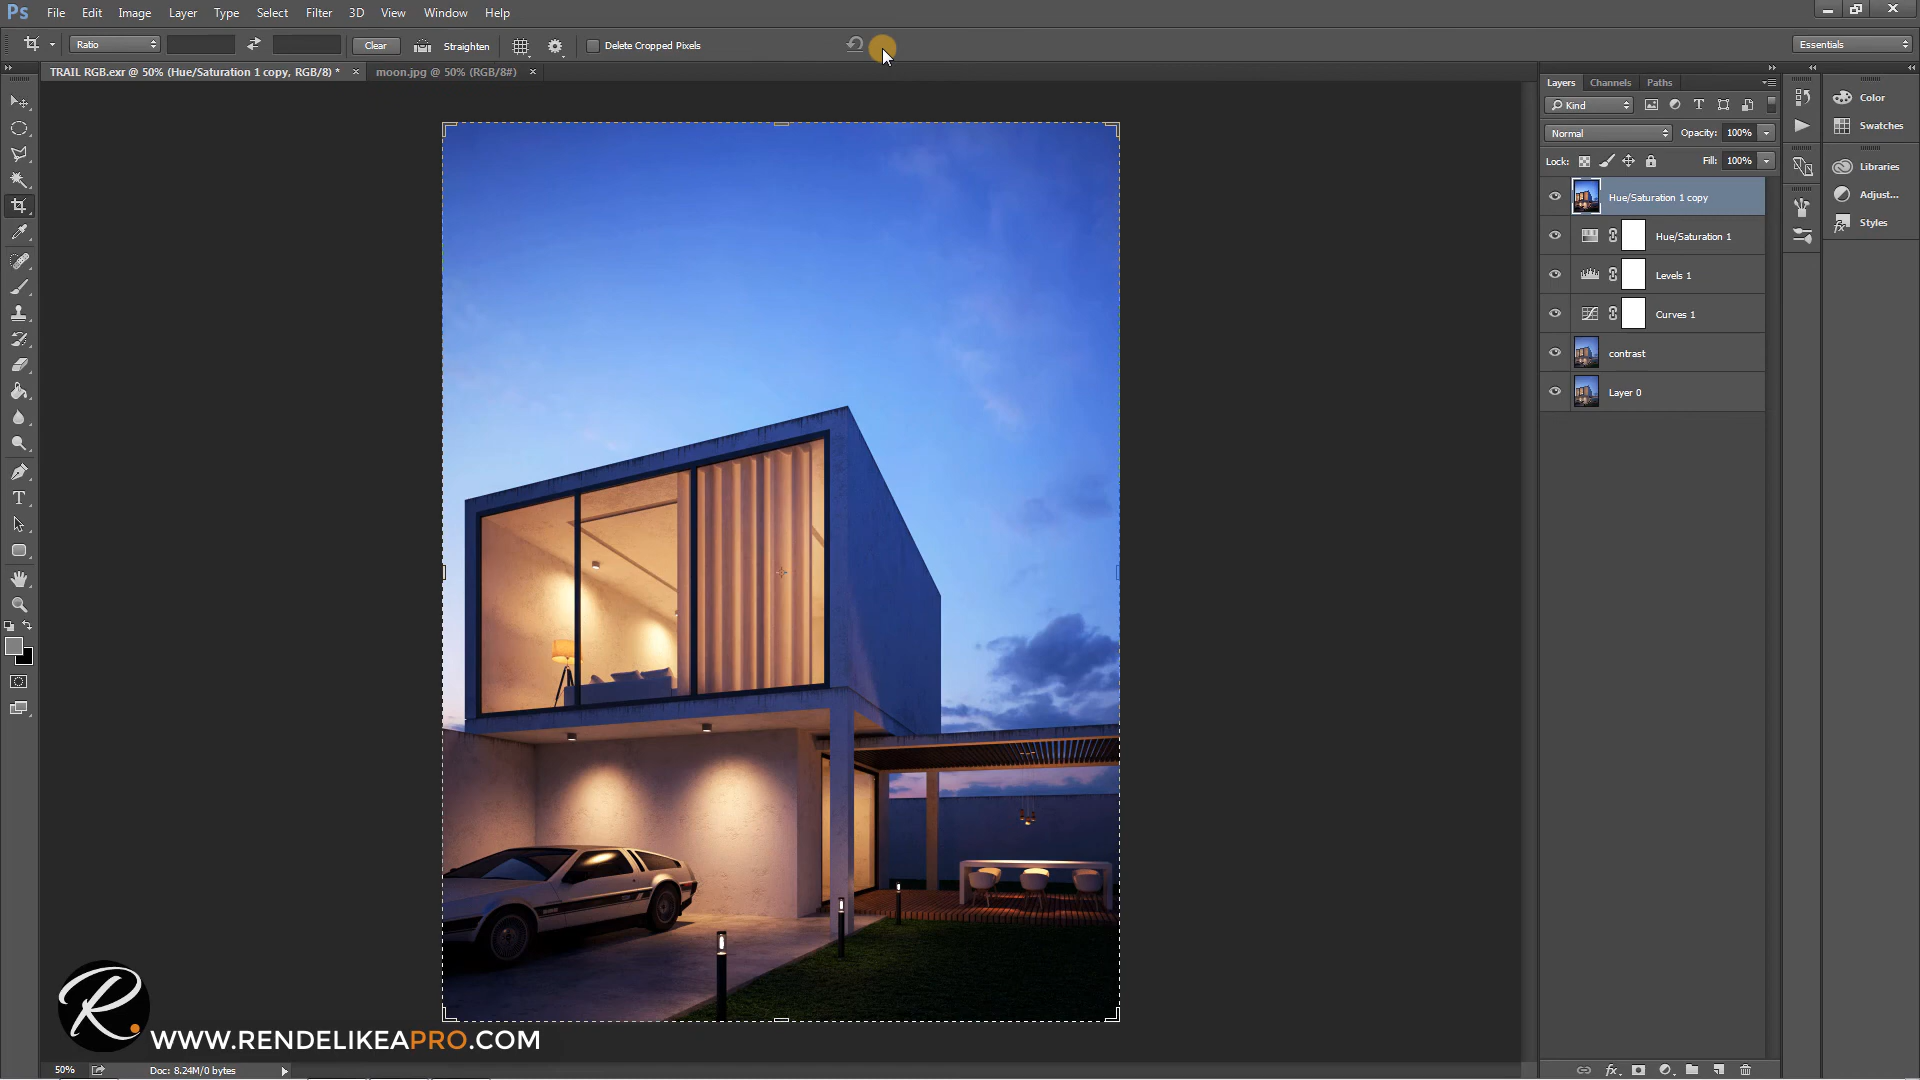 Ps File Edit Image Layer Type Select Filter 3D View Window Help
Ratio Clear Straighten Delete Cropped Pixels Essentials
TRAIL RGB.exr @ 50% (Hue/Saturation 1 copy, RGB/8) * × moon.jpg @ 50% (RGB/8#) ×
Layers Channels Paths
Kind
Normal Opacity: 100%
Lock: Fill: 100%
Hue/Saturation 1 copy
Hue/Saturation 1
Levels 1
Curves 1
contrast
Layer 0
Color
Swatches
Libraries
Adjust...
Styles
R.
WWW.RENDELIKEAPRO.COM
50% Doc: 8.24M/0 bytes
fx